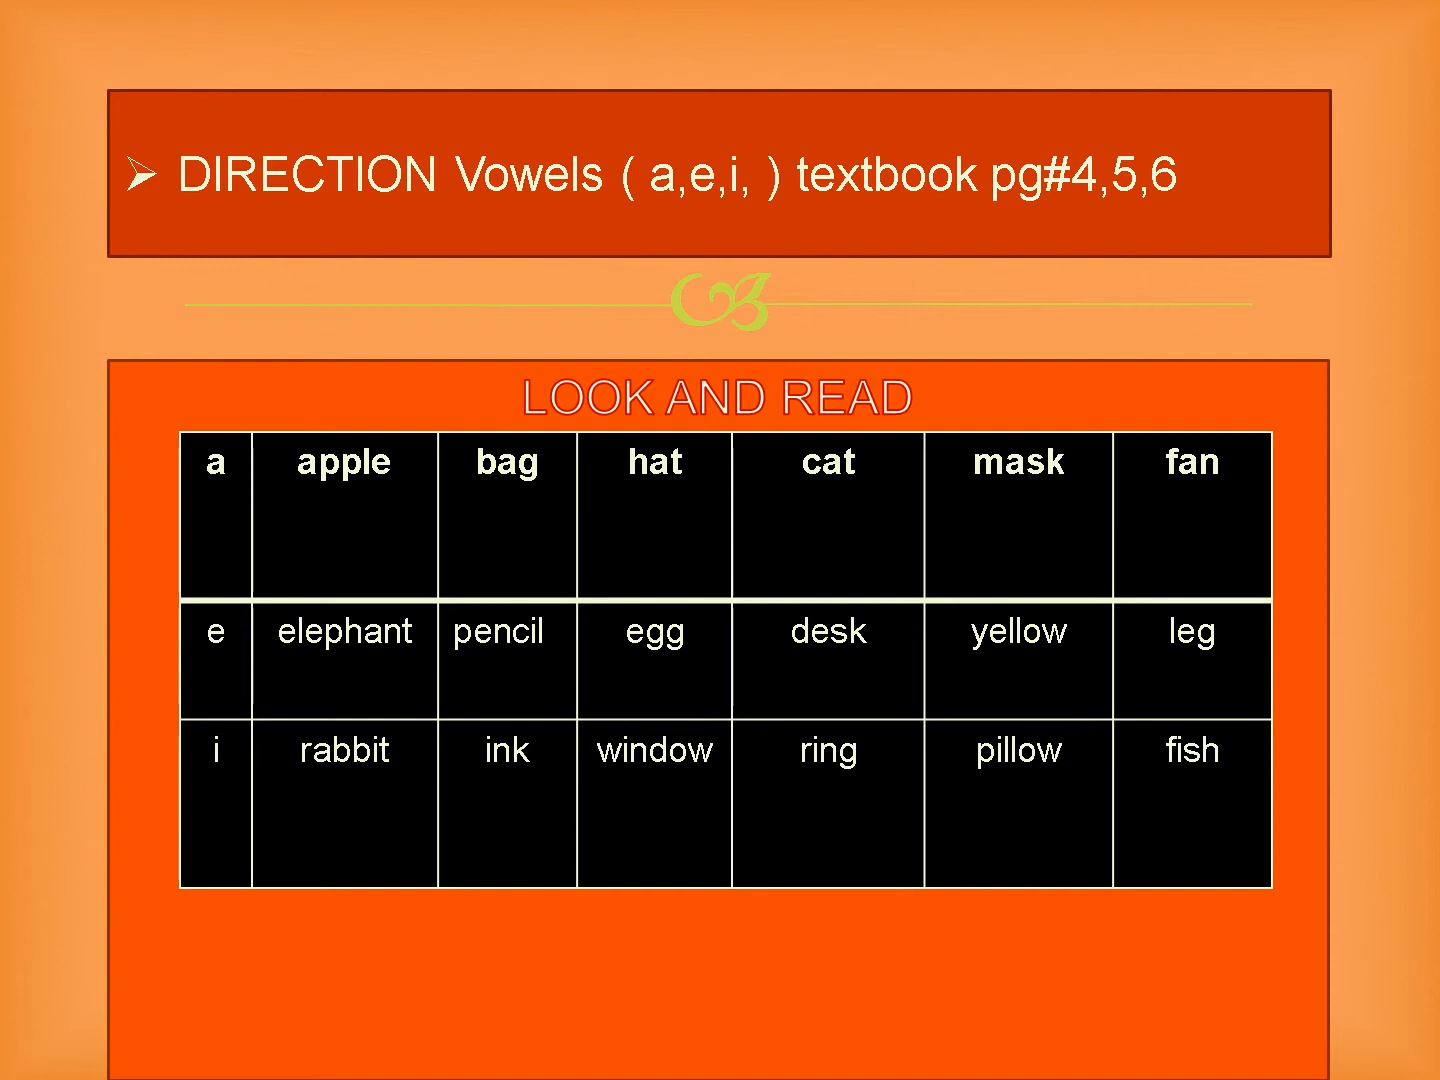 ➢ DIRECTION Vowels ( a,e,i, ) textbook pg#4,5,6
LOOK AND READ
a apple bag hat cat mask fan
e elephant pencil egg desk yellow leg
i rabbit ink window ring pillow fish